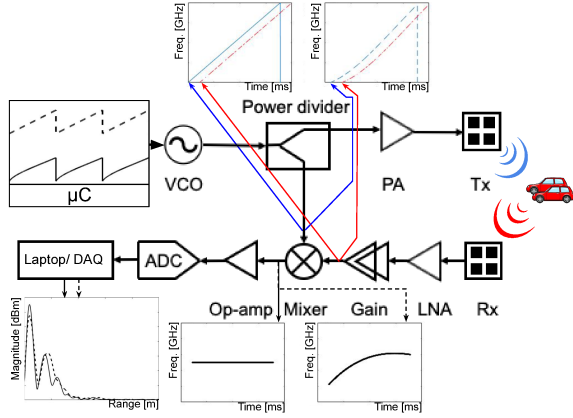 Freq. [GHz]
Time [ms]
Freq. [GHz]
Time [ms]
Power divider
µC
VCO
PA
Tx
Laptop/ DAQ
ADC
Op-amp
Mixer
Gain
LNA
Rx
Magnitude [dBm]
Range [m]
Freq. [GHz]
Time [ms]
Freq. [GHz]
Time [ms]